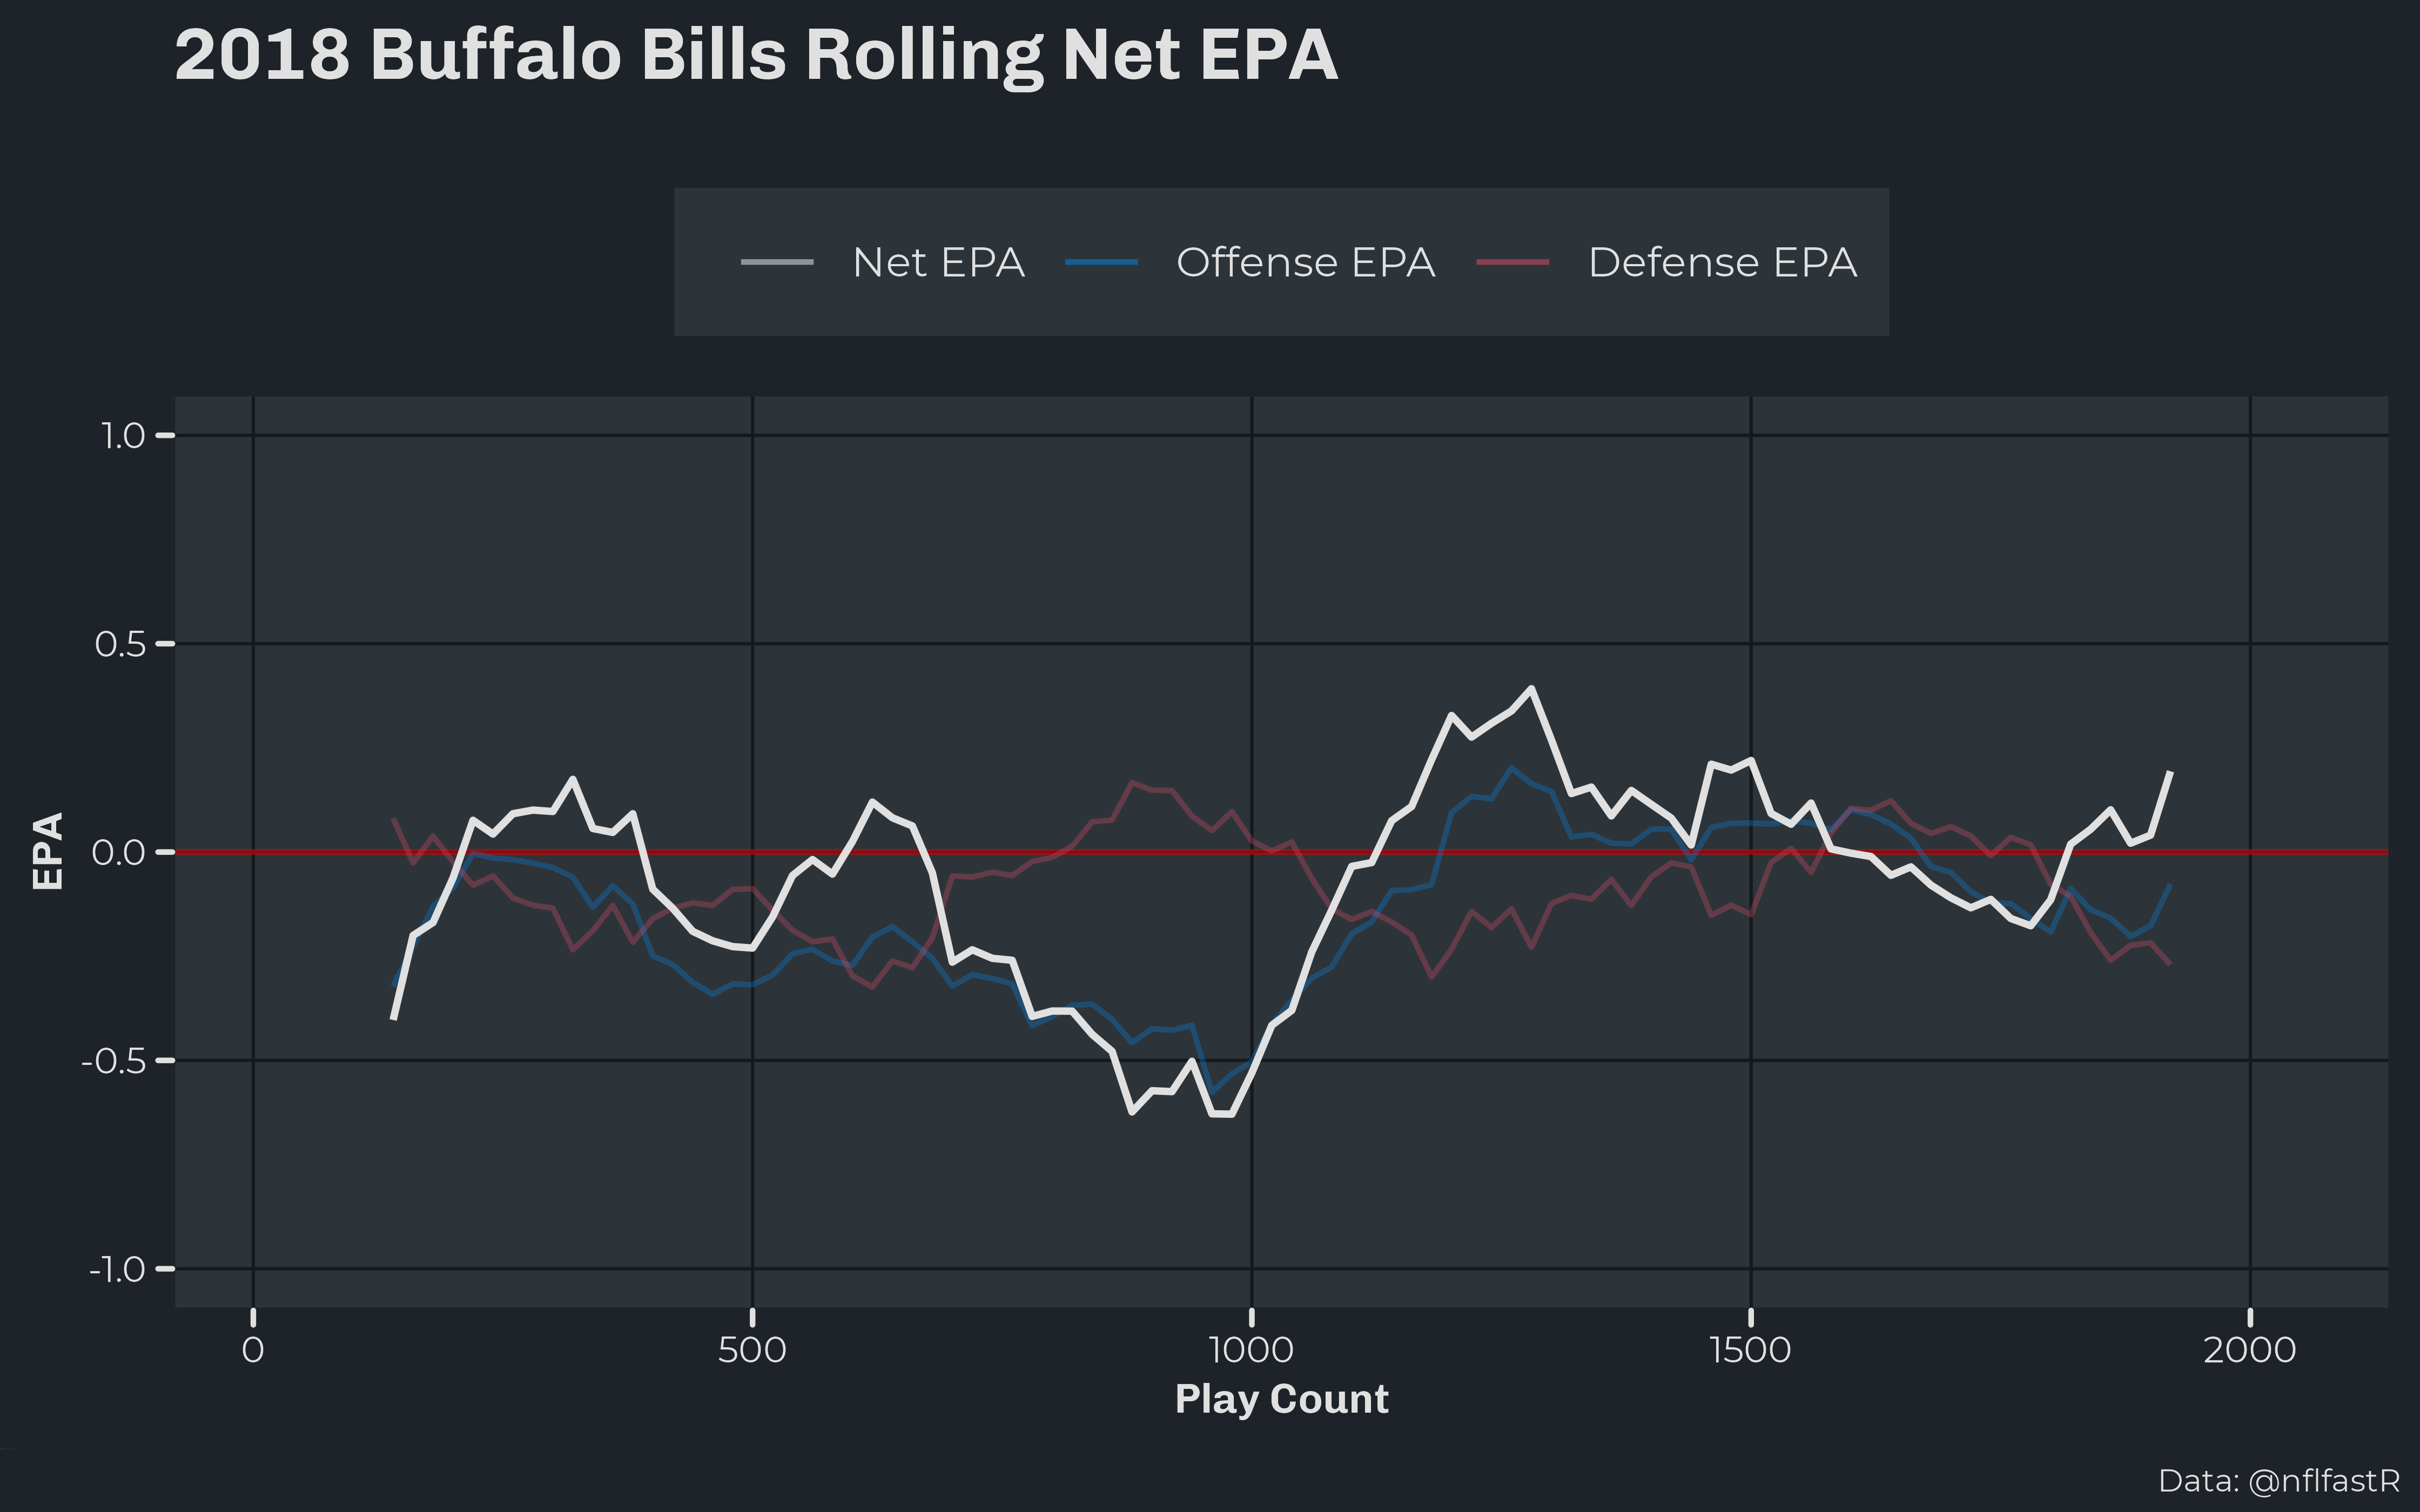 2018 Buffalo Bills Rolling Net EPA
Net EPA Offense EPA Defense EPA
1.0
0.5
0.0
-0.5
-1.0
EPA
0 500 1000 1500 2000
Play Count
Data: @nflfastR